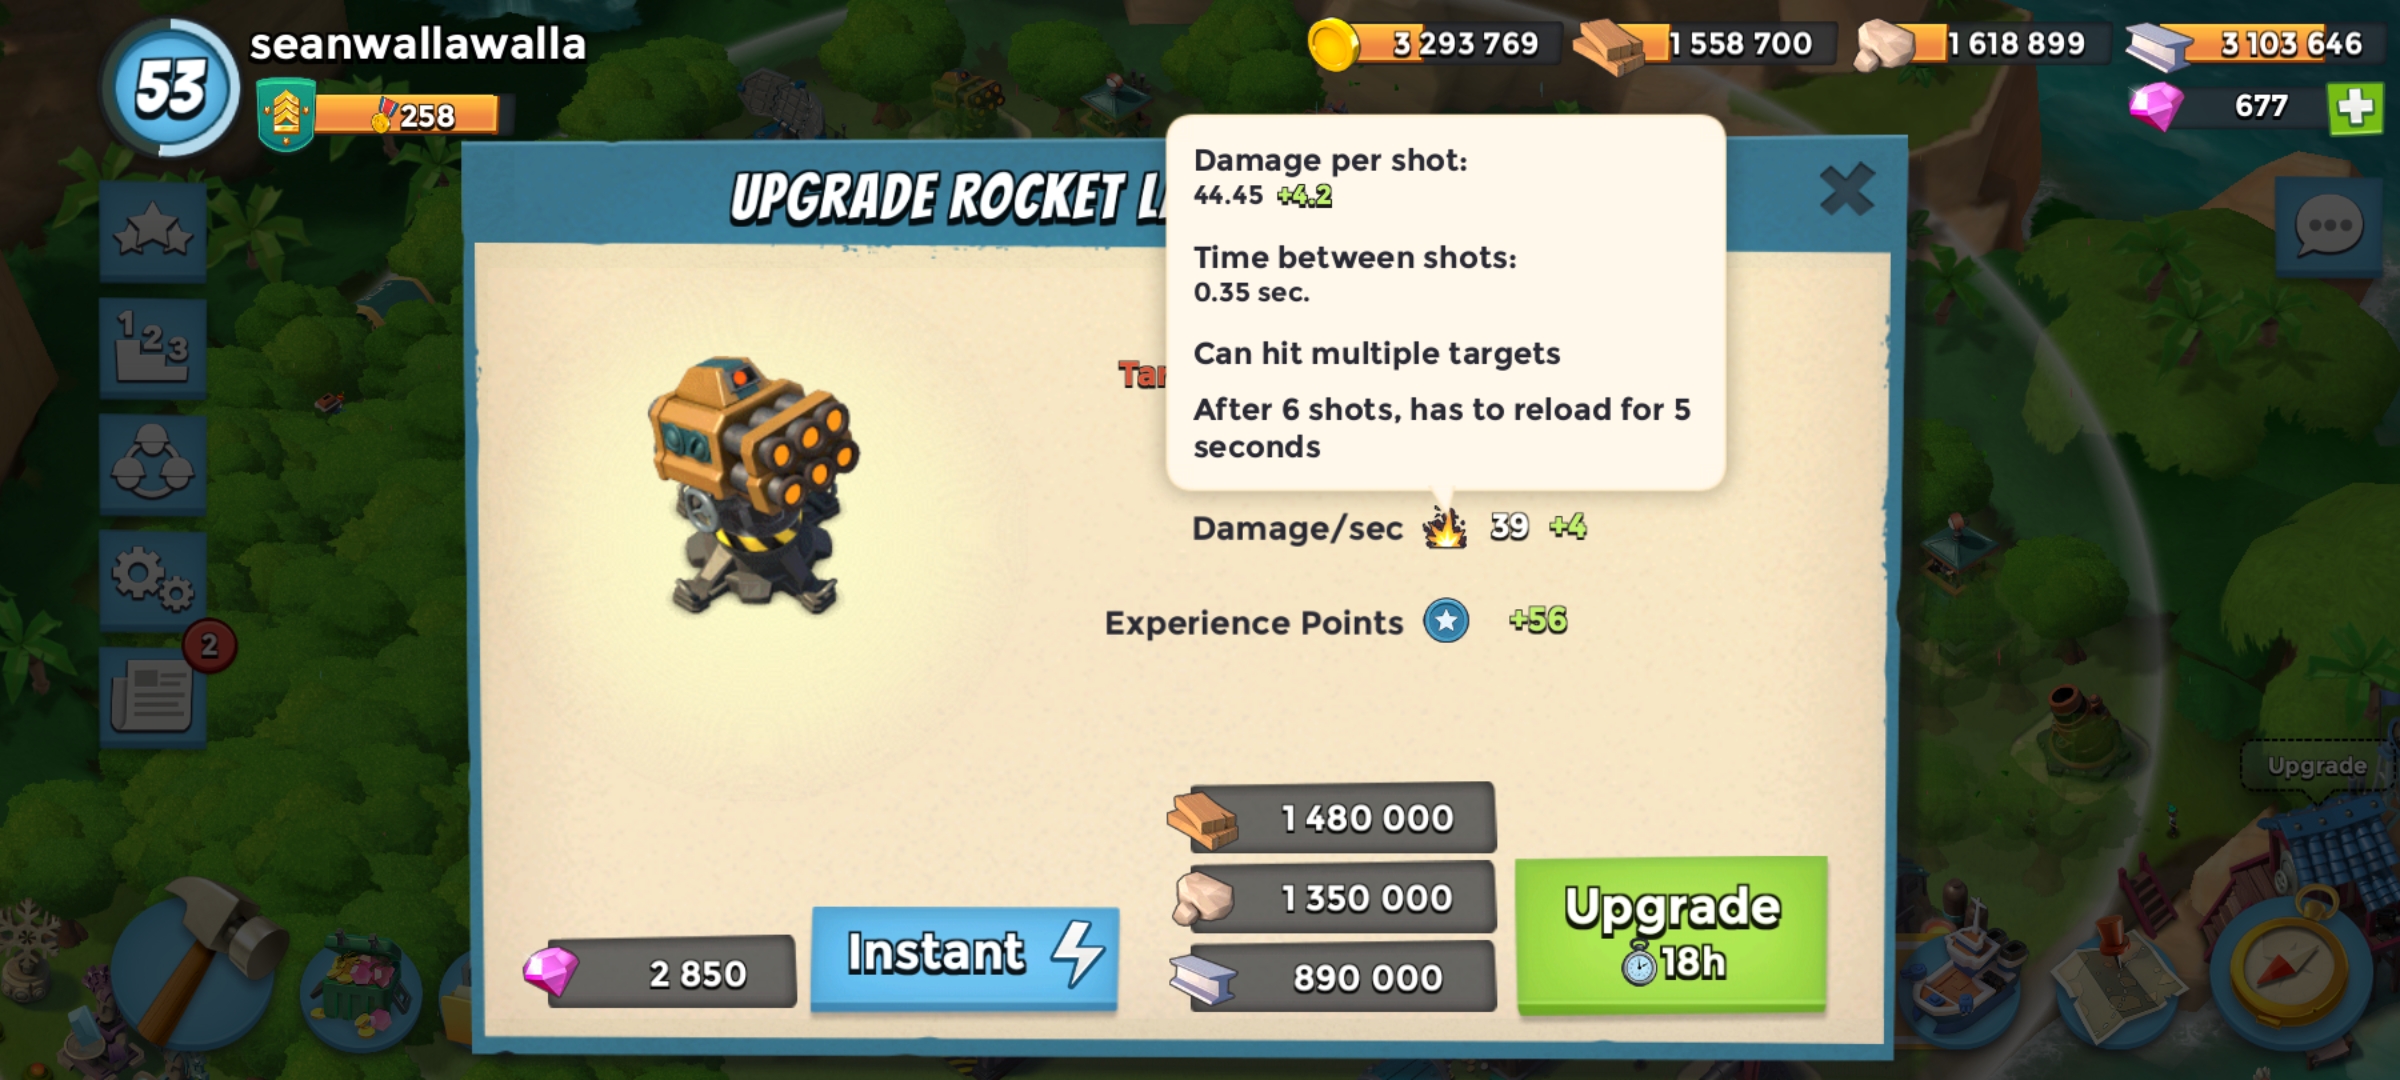 53
seanwallawalla
258
3 293 769
1 558 700
1 618 899
3 103 646
677
UPGRADE ROCKET
Damage per shot:
44.45 +4.2
Time between shots:
0.35 sec.
Can hit multiple targets
After 6 shots, has to reload for 5
seconds
Damage/sec 39 +4
Experience Points +56
1 2 3
2
Upgrade
1 480 000
1 350 000
890 000
2 850
Instant
Upgrade
18h